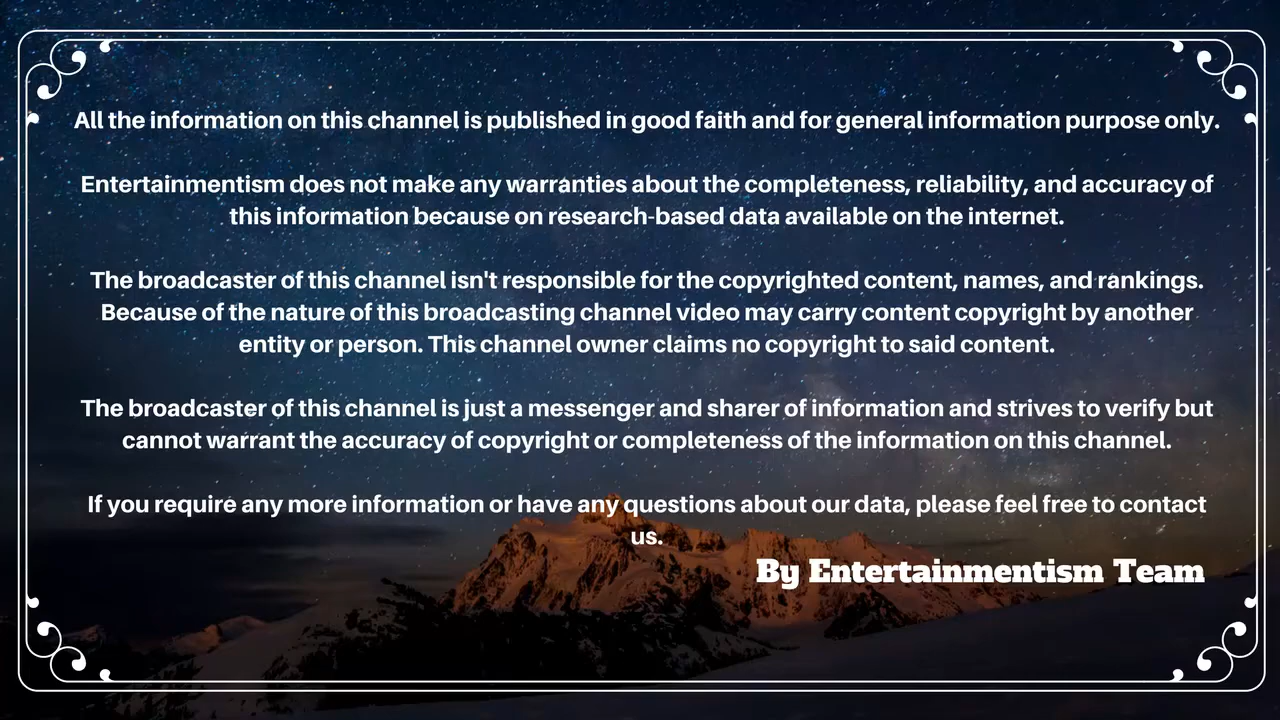 All the information on this channel is published in good faith and for general information purpose only.
Entertainmentism does not make any warranties about the completeness, reliability, and accuracy of
this information because on research-based data available on the internet.
The broadcaster of this channel isn't responsible for the copyrighted content, names, and rankings.
Because of the nature of this broadcasting channel video may carry content copyright by another
entity or person. This channel owner claims no copyright to said content.
The broadcaster of this channel is just a messenger and sharer of information and strives to verify but
cannot warrant the accuracy of copyright or completeness of the information on this channel.
If you require any more information or have any questions about our data, please feel free to contact
us.
By Entertainmentism Team